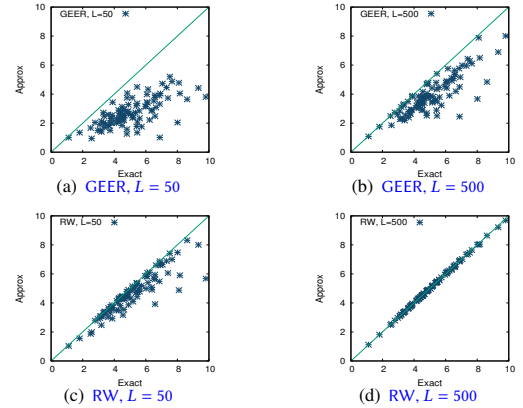 GEER, L=50
10
8
6
4
2
0
Approx
0 2 4 6 8 10
Exact
(a) GEER, L = 50
GEER, L=500
10
8
6
4
2
0
Approx
0 2 4 6 8 10
Exact
(b) GEER, L = 500
RW, L=50
10
8
6
4
2
0
Approx
0 2 4 6 8 10
Exact
(c) RW, L = 50
RW, L=500
10
8
6
4
2
0
Approx
0 2 4 6 8 10
Exact
(d) RW, L = 500